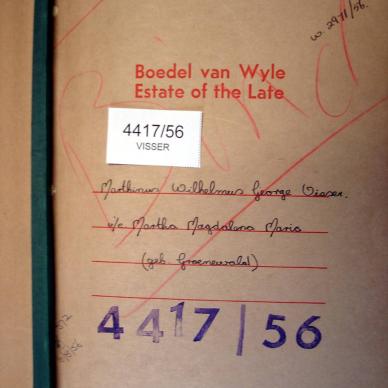 W. 2971/56.
Boedel van Wyle
Estate of the Late
4417/56
VISSER
Marthinus Wilhelmus George Visser.
v/e Martha Magdalena Maria
(geb. Groenewald)
4417|56